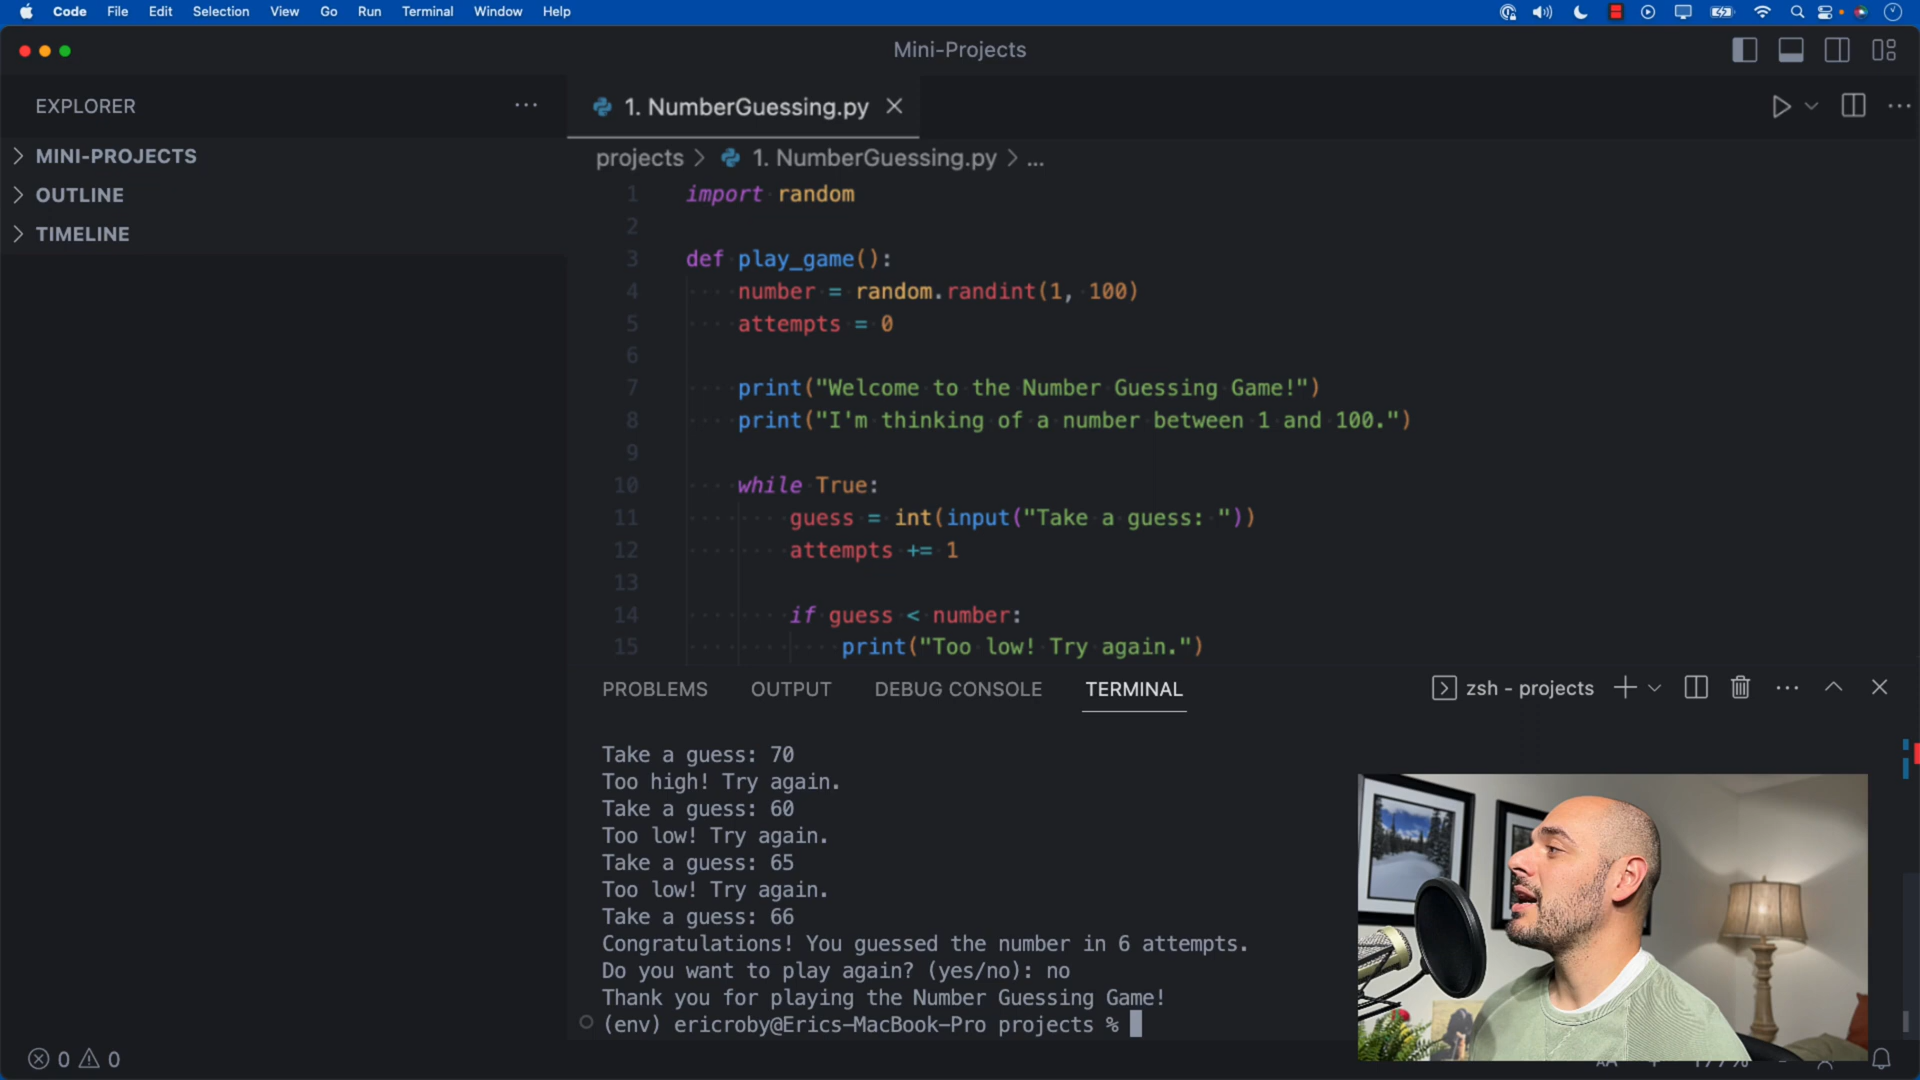 Code File Edit Selection View Go Run Terminal Window Help
Mini-Projects
EXPLORER
MINI-PROJECTS
OUTLINE
TIMELINE
1. NumberGuessing.py
projects > 1. NumberGuessing.py > ...
1 import random
2
3 def play_game():
4 number = random.randint(1, 100)
5 attempts = 0
6
7 print("Welcome to the Number Guessing Game!")
8 print("I'm thinking of a number between 1 and 100.")
9
10 while True:
11 guess = int(input("Take a guess: "))
12 attempts += 1
13
14 if guess < number:
15 print("Too low! Try again.")
PROBLEMS OUTPUT DEBUG CONSOLE TERMINAL zsh - projects
Take a guess: 70
Too high! Try again.
Take a guess: 60
Too low! Try again.
Take a guess: 65
Too low! Try again.
Take a guess: 66
Congratulations! You guessed the number in 6 attempts.
Do you want to play again? (yes/no): no
Thank you for playing the Number Guessing Game!
(env) ericroby@Erics-MacBook-Pro projects %
0 0